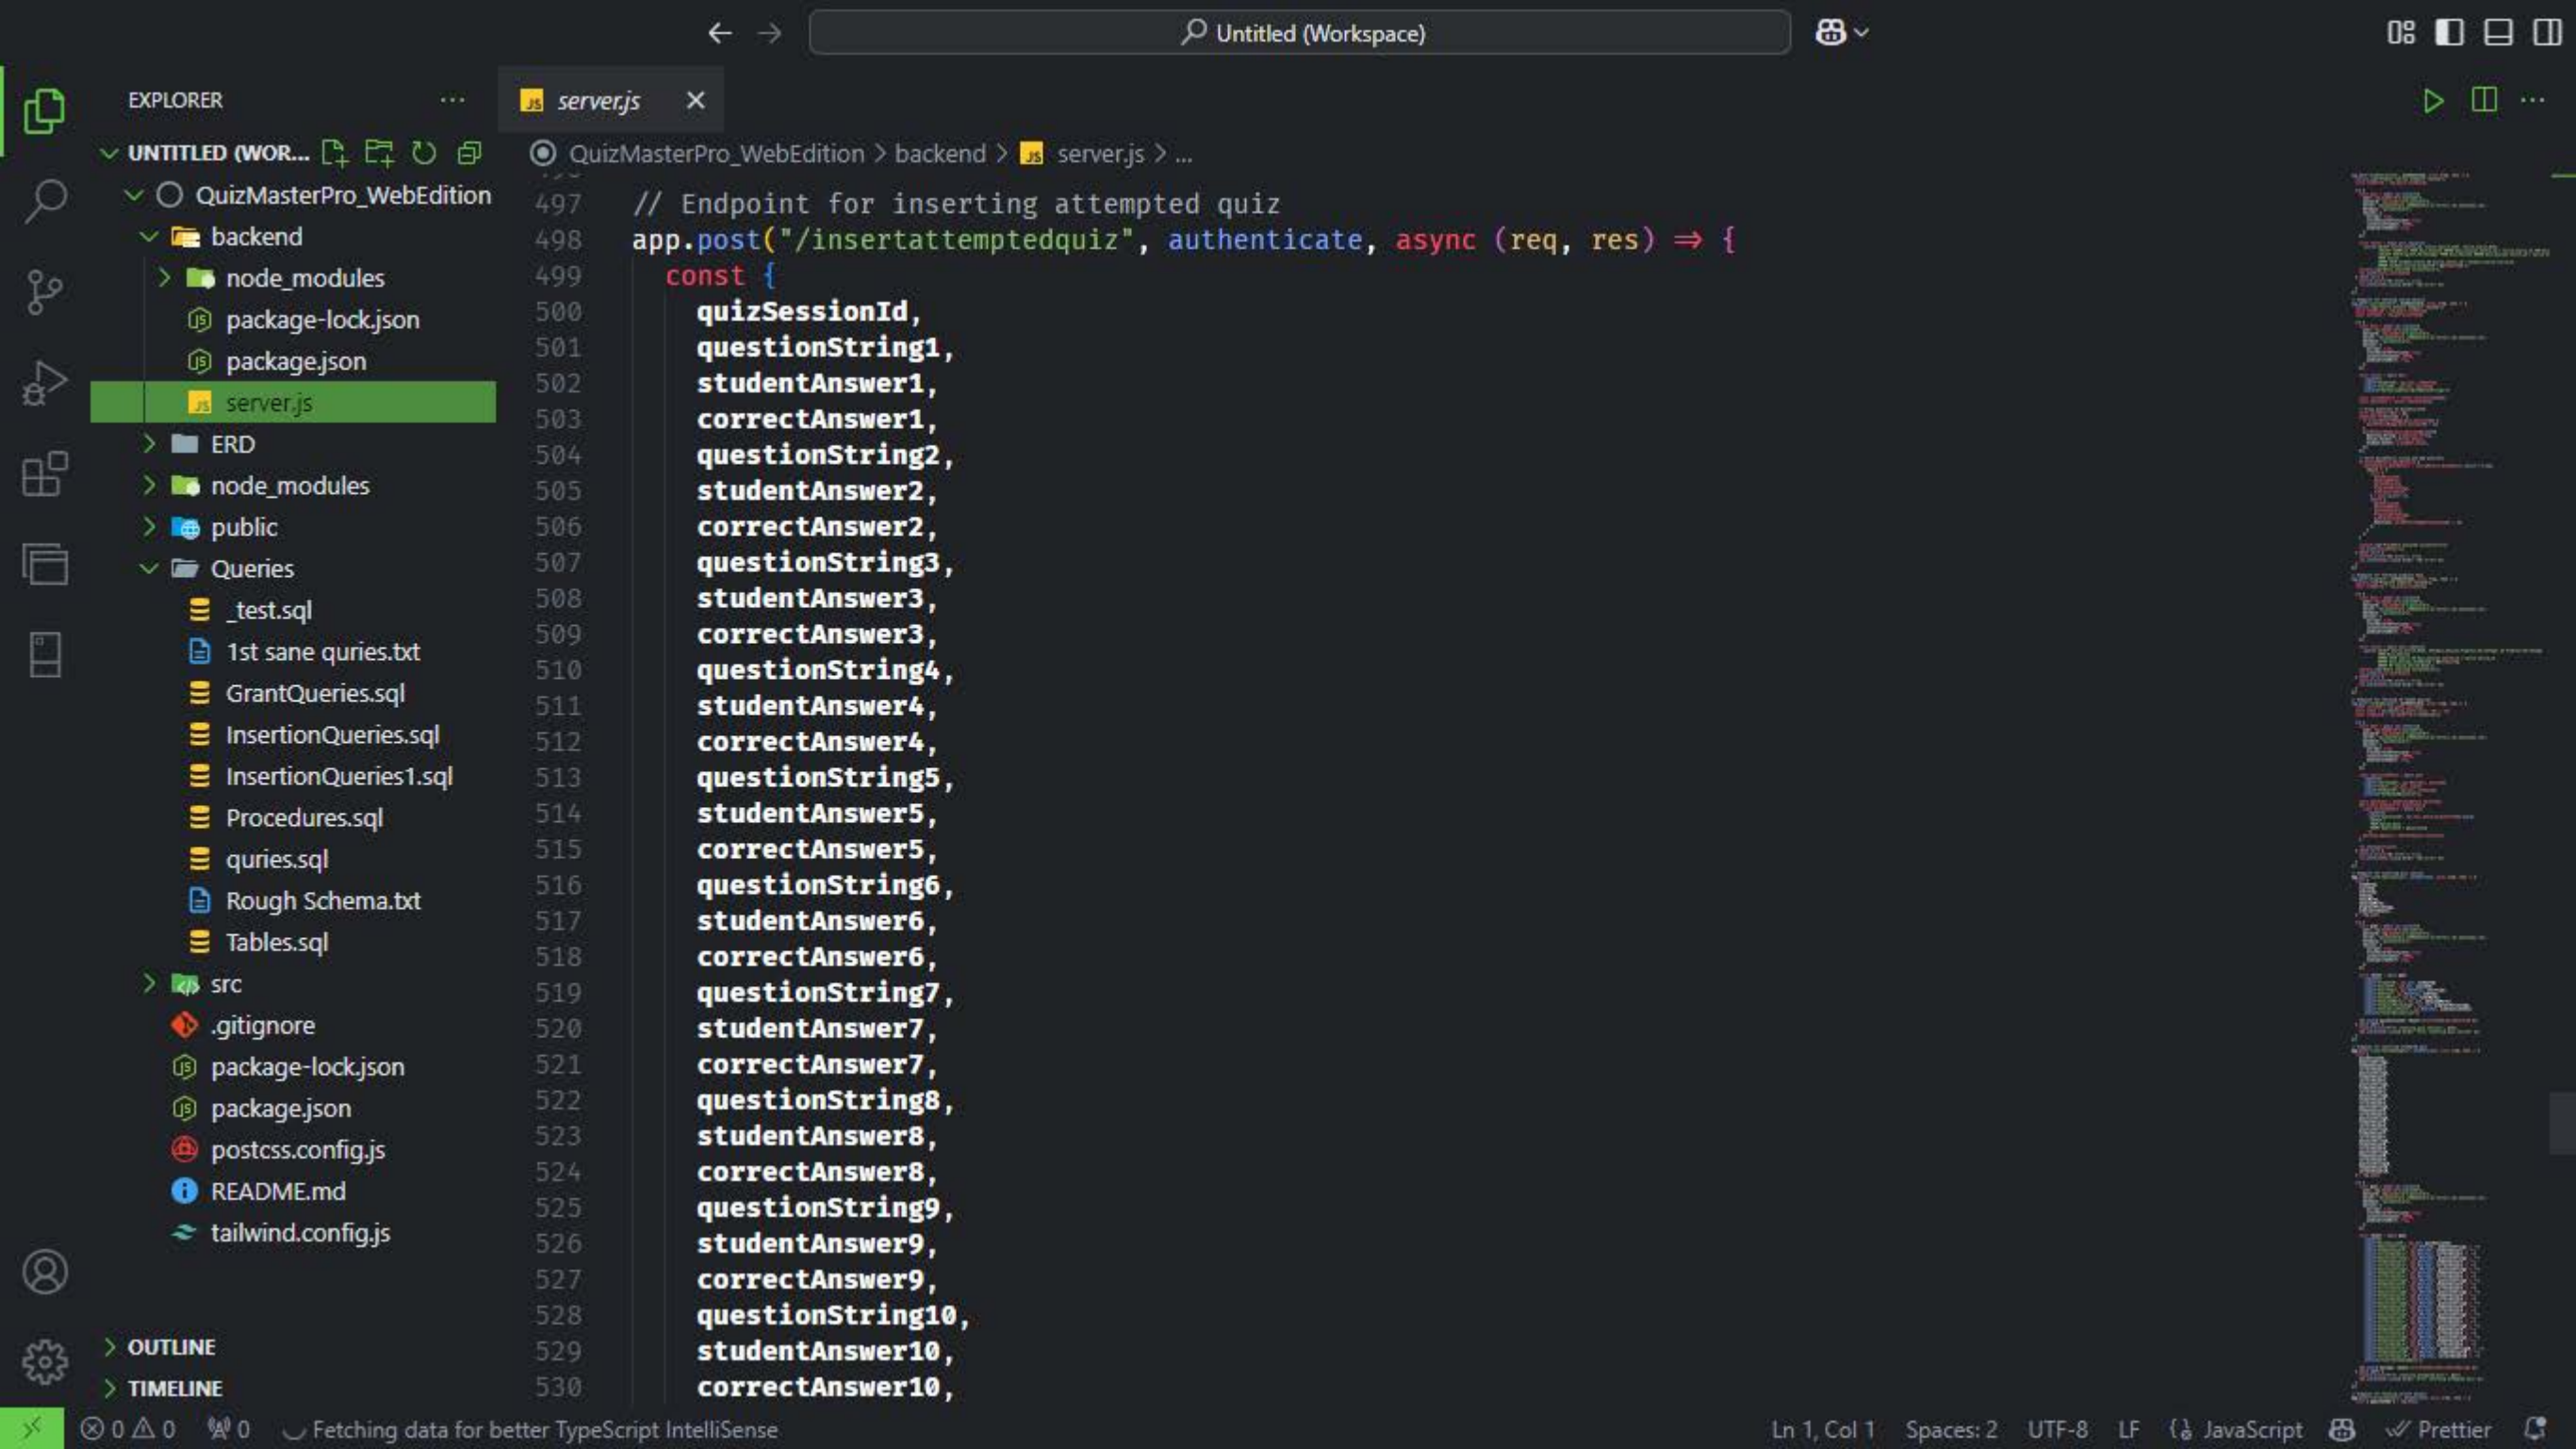 Untitled (Workspace)
EXPLORER
server.js
UNTITLED (WOR...
QuizMasterPro_WebEdition > backend > JS server.js > ...
QuizMasterPro_WebEdition
backend
node_modules
package-lock.json
package.json
JS server.js
ERD
node_modules
public
Queries
_test.sql
1st sane quries.txt
GrantQueries.sql
InsertionQueries.sql
InsertionQueries1.sql
Procedures.sql
quries.sql
Rough Schema.txt
Tables.sql
src
.gitignore
package-lock.json
package.json
postcss.config.js
README.md
tailwind.config.js
OUTLINE
TIMELINE
497 // Endpoint for inserting attempted quiz
498 app.post("/insertattemptedquiz", authenticate, async (req, res) => {
499 const {
500 quizSessionId,
501 questionString1,
502 studentAnswer1,
503 correctAnswer1,
504 questionString2,
505 studentAnswer2,
506 correctAnswer2,
507 questionString3,
508 studentAnswer3,
509 correctAnswer3,
510 questionString4,
511 studentAnswer4,
512 correctAnswer4,
513 questionString5,
514 studentAnswer5,
515 correctAnswer5,
516 questionString6,
517 studentAnswer6,
518 correctAnswer6,
519 questionString7,
520 studentAnswer7,
521 correctAnswer7,
522 questionString8,
523 studentAnswer8,
524 correctAnswer8,
525 questionString9,
526 studentAnswer9,
527 correctAnswer9,
528 questionString10,
529 studentAnswer10,
530 correctAnswer10,
0 0 0 Fetching data for better TypeScript IntelliSense
Ln 1, Col 1 Spaces: 2 UTF-8 LF JavaScript Prettier